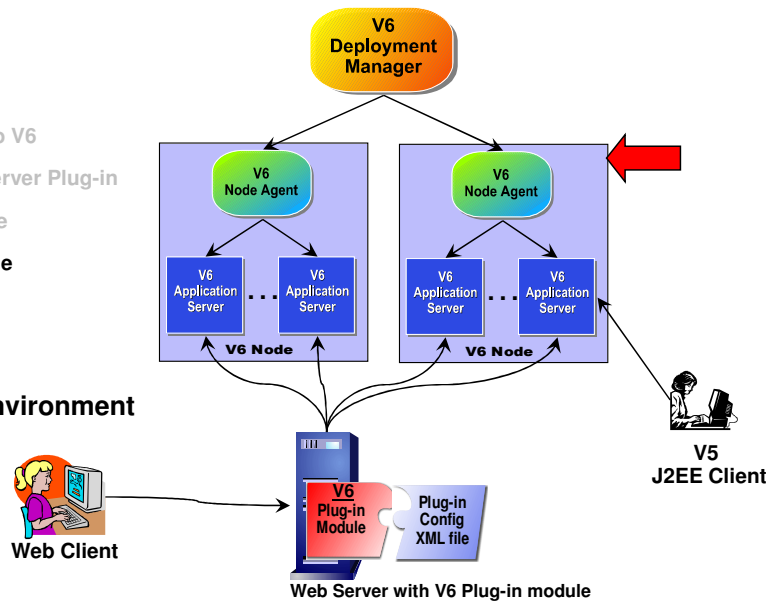 V6
Deployment
Manager
o V6
erver Plug-in
e
e
V6
Node Agent
V6
Node Agent
V6
Application
Server
. . .
V6
Application
Server
V6
Application
Server
. . .
V6
Application
Server
V6 Node
V6 Node
nvironment
V5
J2EE Client
V6
Plug-in
Module
Plug-in
Config
XML file
Web Client
Web Server with V6 Plug-in module